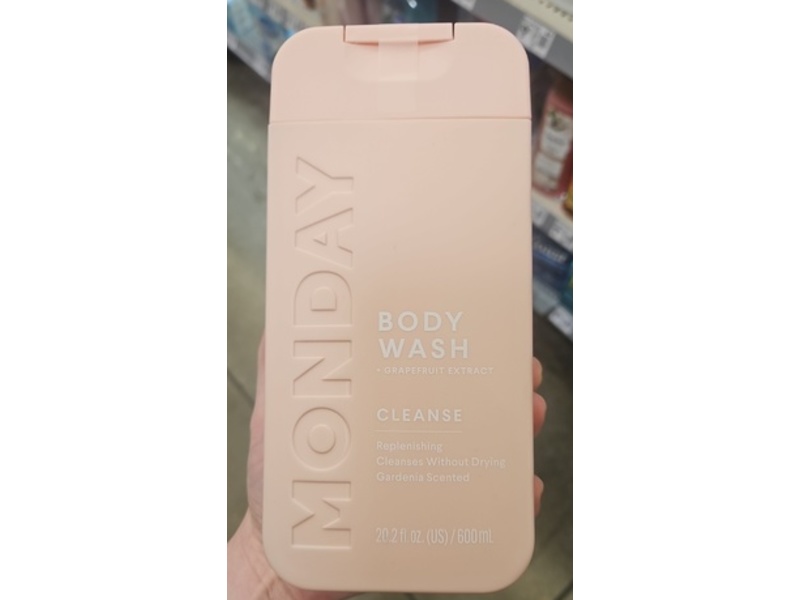 MONDAY
BODY
WASH
+ GRAPEFRUIT EXTRACT
CLEANSE
Replenishing
Cleanses Without Drying
Gardenia Scented
20.2 fl.oz. (US) / 600mL